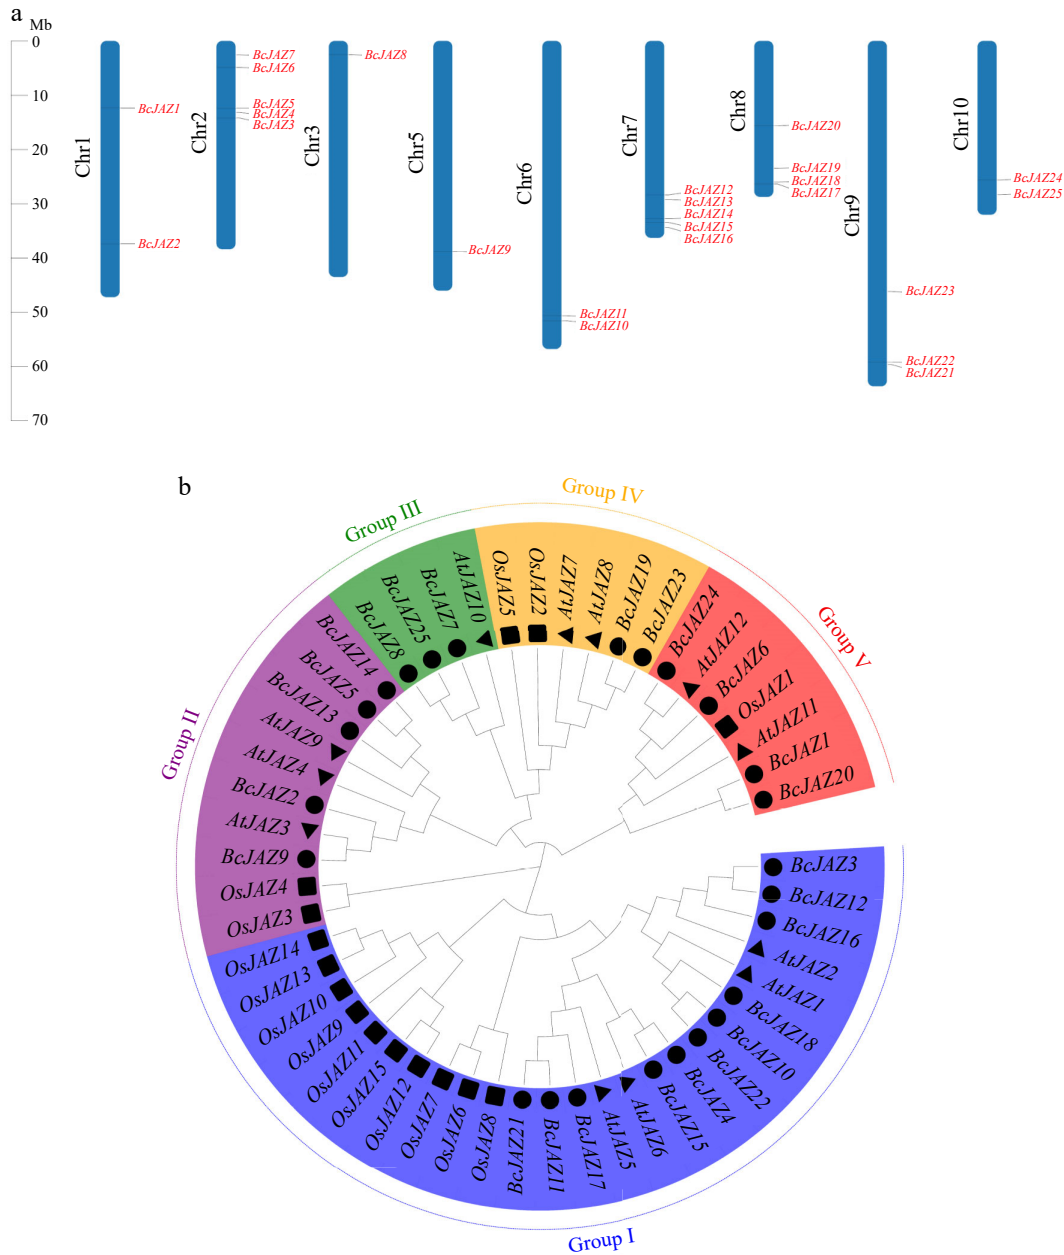 a
Mb
0
10
20
30
40
50
60
70
Chr1
BcJAZ1
BcJAZ2
Chr2
BcJAZ7
BcJAZ6
BcJAZ5
BcJAZ4
BcJAZ3
Chr3
BcJAZ8
Chr5
BcJAZ9
Chr6
BcJAZ11
BcJAZ10
Chr7
BcJAZ12
BcJAZ13
BcJAZ14
BcJAZ15
BcJAZ16
Chr8
BcJAZ20
BcJAZ19
BcJAZ18
BcJAZ17
Chr9
BcJAZ23
BcJAZ22
BcJAZ21
Chr10
BcJAZ24
BcJAZ25
b
Group III
Group IV
Group V
Group II
Group I
BcJAZ14
BcJAZ5
BcJAZ13
AtJAZ9
AtJAZ4
BcJAZ2
AtJAZ3
BcJAZ9
OsJAZ4
OsJAZ3
BcJAZ8
BcJAZ25
BcJAZ7
AtJAZ10
OsJAZ5
OsJAZ2
AtJAZ7
AtJAZ8
BcJAZ19
BcJAZ23
BcJAZ24
AtJAZ12
BcJAZ6
OsJAZ1
AtJAZ11
BcJAZ1
BcJAZ20
BcJAZ3
BcJAZ12
BcJAZ16
AtJAZ2
AtJAZ1
BcJAZ18
BcJAZ10
BcJAZ22
BcJAZ4
BcJAZ15
AtJAZ6
AtJAZ5
BcJAZ17
BcJAZ11
BcJAZ21
OsJAZ8
OsJAZ6
OsJAZ7
OsJAZ12
OsJAZ15
OsJAZ11
OsJAZ9
OsJAZ10
OsJAZ13
OsJAZ14